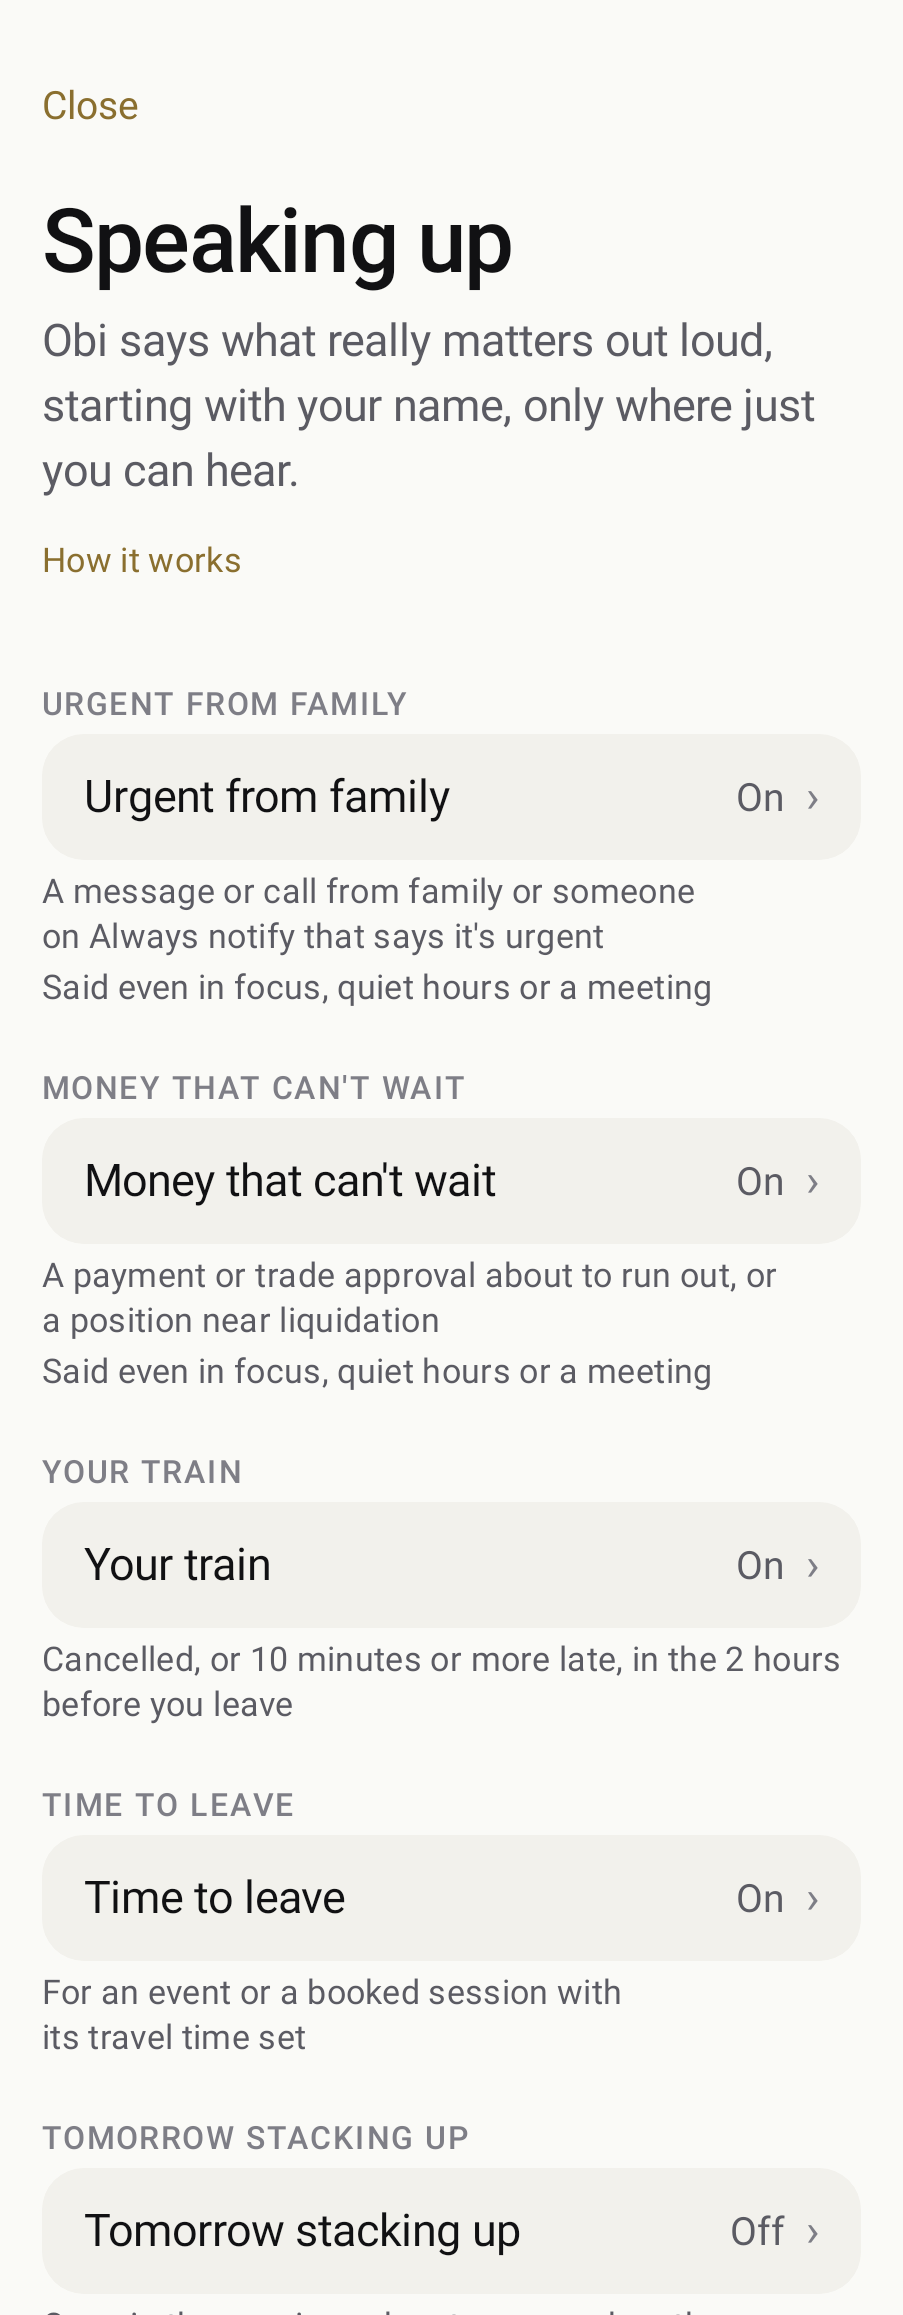 Close
Speaking up
Obi says what really matters out loud,
starting with your name, only where just
you can hear.
How it works
URGENT FROM FAMILY
Urgent from family On ›
A message or call from family or someone
on Always notify that says it's urgent
Said even in focus, quiet hours or a meeting
MONEY THAT CAN'T WAIT
Money that can't wait On ›
A payment or trade approval about to run out, or
a position near liquidation
Said even in focus, quiet hours or a meeting
YOUR TRAIN
Your train On ›
Cancelled, or 10 minutes or more late, in the 2 hours
before you leave
TIME TO LEAVE
Time to leave On ›
For an event or a booked session with
its travel time set
TOMORROW STACKING UP
Tomorrow stacking up Off ›